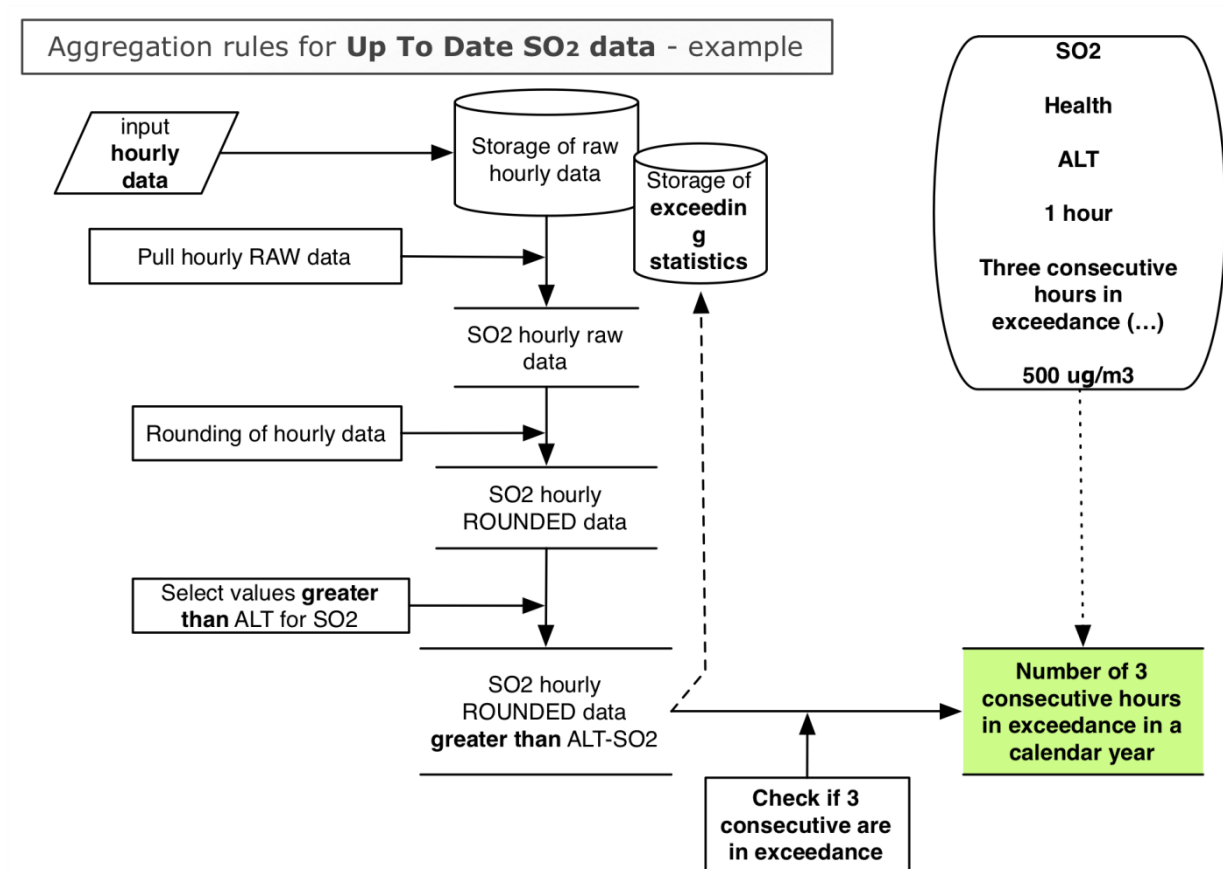 Aggregation rules for Up To Date SO2 data - example
input
hourly
data
Storage of raw
hourly data
Storage of
exceedin
g
statistics
Pull hourly RAW data
SO2 hourly raw
data
Rounding of hourly data
SO2 hourly
ROUNDED data
Select values greater
than ALT for SO2
SO2 hourly
ROUNDED data
greater than ALT-SO2
Check if 3
consecutive are
in exceedance
SO2
Health
ALT
1 hour
Three consecutive
hours in
exceedance (...)
500 ug/m3
Number of 3
consecutive hours
in exceedance in a
calendar year